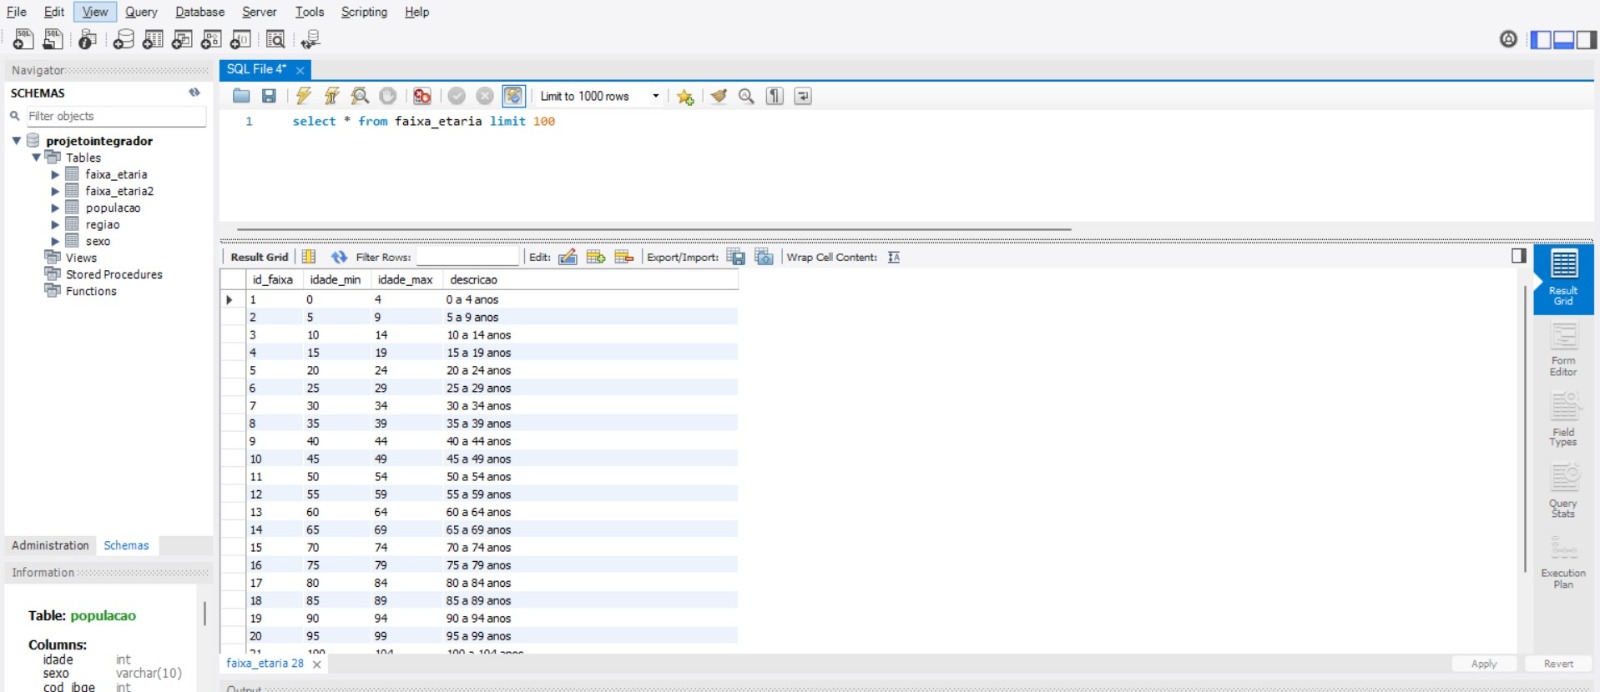 File Edit View Query Database Server Tools Scripting Help
Navigator
SCHEMAS
Filter objects
projetointegrador
Tables
faixa_etaria
faixa_etaria2
populacao
regiao
sexo
Views
Stored Procedures
Functions
Administration Schemas
Information
Table: populacao
Columns:
idade int
sexo varchar(10)
cod_ibge int
SQL File 4*
Limit to 1000 rows
1 select * from faixa_etaria limit 100
Result Grid Filter Rows: Edit: Export/Import: Wrap Cell Content:
id_faixa idade_min idade_max descricao
1 0 4 0 a 4 anos
2 5 9 5 a 9 anos
3 10 14 10 a 14 anos
4 15 19 15 a 19 anos
5 20 24 20 a 24 anos
6 25 29 25 a 29 anos
7 30 34 30 a 34 anos
8 35 39 35 a 39 anos
9 40 44 40 a 44 anos
10 45 49 45 a 49 anos
11 50 54 50 a 54 anos
12 55 59 55 a 59 anos
13 60 64 60 a 64 anos
14 65 69 65 a 69 anos
15 70 74 70 a 74 anos
16 75 79 75 a 79 anos
17 80 84 80 a 84 anos
18 85 89 85 a 89 anos
19 90 94 90 a 94 anos
20 95 99 95 a 99 anos
21 100 104 100 a 104 anos
faixa_etaria 28
Apply Revert
Output
Result
Grid
Form
Editor
Field
Types
Query
Stats
Execution
Plan